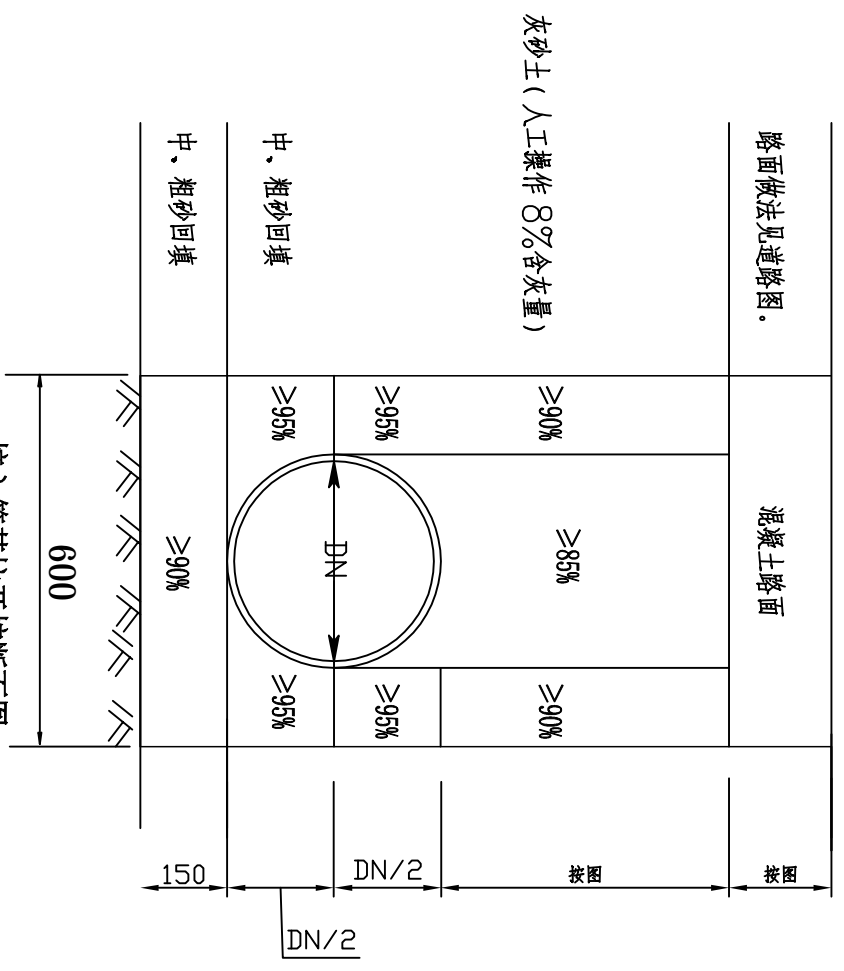 路面做法见道路图。
混凝土路面
灰砂土(人工操作 8%含灰量)
≥90%
≥85%
≥90%
≥95%
≥95%
中、粗砂回填
≥95%
DN
≥95%
中、粗砂回填
≥90%
600
按图
按图
DN/2
DN/2
150